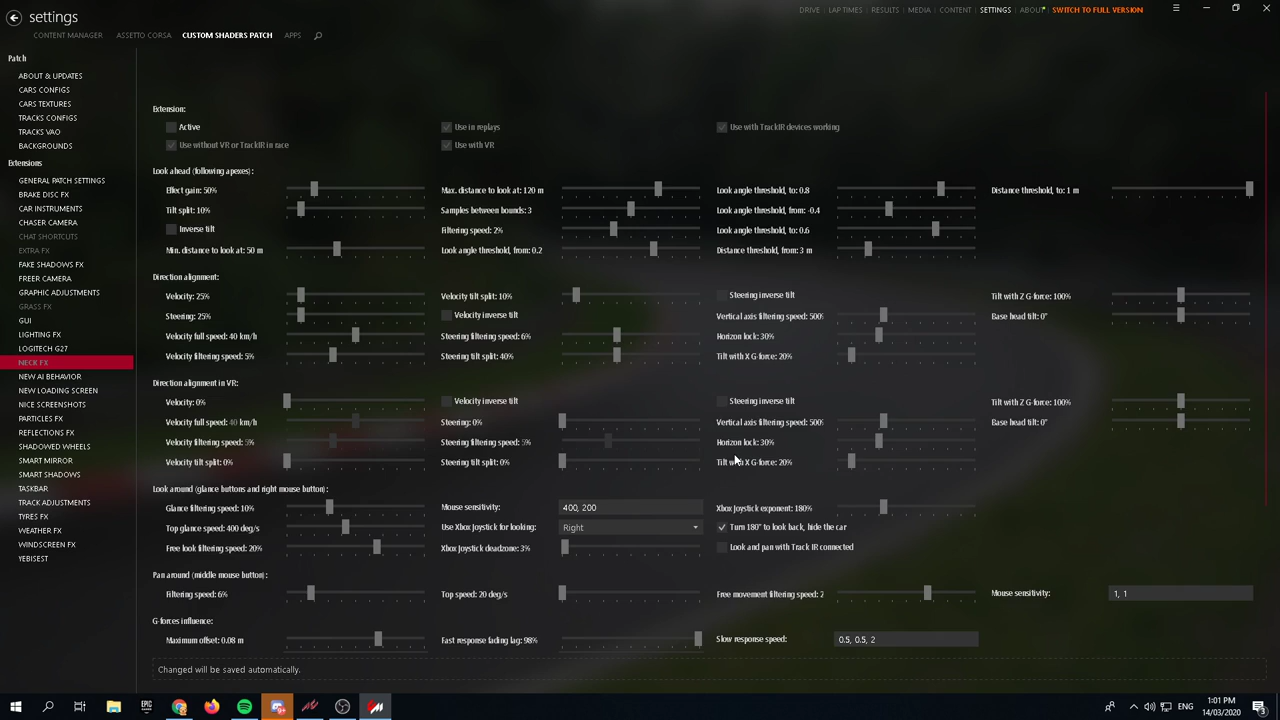 settings
DRIVE | LAP TIMES | RESULTS | MEDIA | CONTENT | SETTINGS | ABOUT | SWITCH TO FULL VERSION
CONTENT MANAGER ASSETTO CORSA CUSTOM SHADERS PATCH APPS
Patch
ABOUT & UPDATES
CARS CONFIGS
CARS TEXTURES
TRACKS CONFIGS
TRACKS VAO
BACKGROUNDS
Extensions
GENERAL PATCH SETTINGS
BRAKE DISC FX
CAR INSTRUMENTS
CHASER CAMERA
CHAT SHORTCUTS
EXTRA FX
FAKE SHADOWS FX
FREER CAMERA
GRAPHIC ADJUSTMENTS
GRASS FX
GUI
LIGHTING FX
LOGITECH G27
NECK FX
NEW AI BEHAVIOR
NEW LOADING SCREEN
NICE SCREENSHOTS
PARTICLES FX
REFLECTIONS FX
SHADOWED WHEELS
SMART MIRROR
SMART SHADOWS
TASKBAR
TRACK ADJUSTMENTS
TYRES FX
WEATHER FX
WINDSCREEN FX
YEBISEST
Extension:
Active Use in replays Use with TrackIR devices working
Use without VR or TrackIR in race Use with VR
Look ahead (following apexes):
Effect gain: 50% Max. distance to look at: 120 m Look angle threshold, to: 0.8 Distance threshold, to: 1 m
Tilt split: 10% Samples between bounds: 3 Look angle threshold, from: -0.4
Inverse tilt Filtering speed: 2% Look angle threshold, to: 0.6
Min. distance to look at: 50 m Look angle threshold, from: 0.2 Distance threshold, from: 3 m
Direction alignment:
Velocity: 25% Velocity tilt split: 10% Steering inverse tilt Tilt with Z G-force: 100%
Steering: 25% Velocity inverse tilt Vertical axis filtering speed: 500% Base head tilt: 0°
Velocity full speed: 40 km/h Steering filtering speed: 6% Horizon lock: 30%
Velocity filtering speed: 5% Steering tilt split: 40% Tilt with X G-force: 20%
Direction alignment in VR:
Velocity: 0% Velocity inverse tilt Steering inverse tilt Tilt with Z G-force: 100%
Velocity full speed: 40 km/h Steering: 0% Vertical axis filtering speed: 500% Base head tilt: 0°
Velocity filtering speed: 5% Steering filtering speed: 5% Horizon lock: 30%
Velocity tilt split: 0% Steering tilt split: 0% Tilt with X G-force: 20%
Look around (glance buttons and right mouse button):
Glance filtering speed: 10% Mouse sensitivity: 400, 200 Xbox Joystick exponent: 180%
Top glance speed: 400 deg/s Use Xbox Joystick for looking: Right Turn 180° to look back, hide the car
Free look filtering speed: 20% Xbox Joystick deadzone: 3% Look and pan with Track IR connected
Pan around (middle mouse button):
Filtering speed: 6% Top speed: 20 deg/s Free movement filtering speed: 2 Mouse sensitivity: 1, 1
G-forces influence:
Maximum offset: 0.08 m Fast response fading lag: 98% Slow response speed: 0.5, 0.5, 2
Changed will be saved automatically.
EPIC GAMES
ENG 1:01 PM
14/03/2020
3